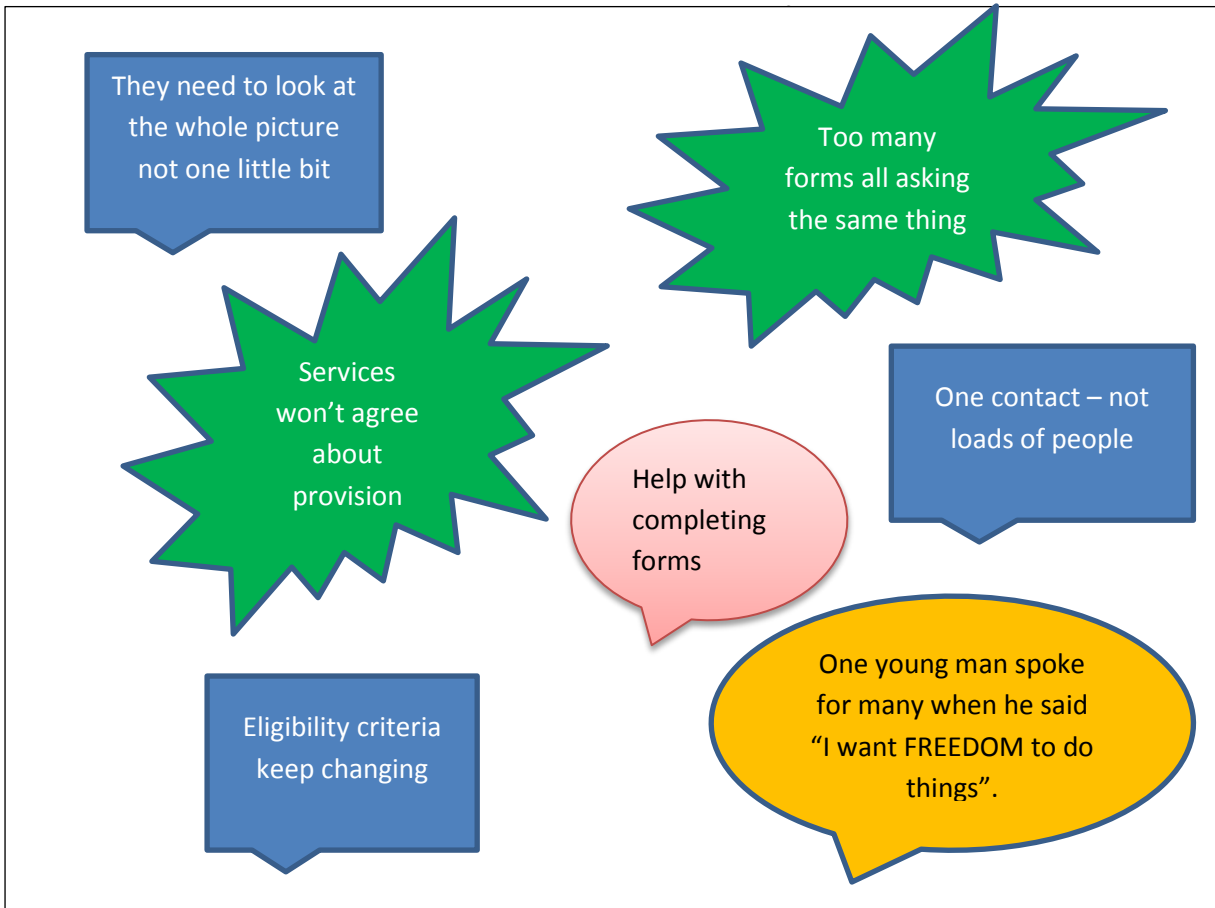 They need to look at
the whole picture
not one little bit
Too many
forms all asking
the same thing
Services
won’t agree
about
provision
One contact – not
loads of people
Help with
completing
forms
One young man spoke
for many when he said
“I want FREEDOM to do
things”.
Eligibility criteria
keep changing